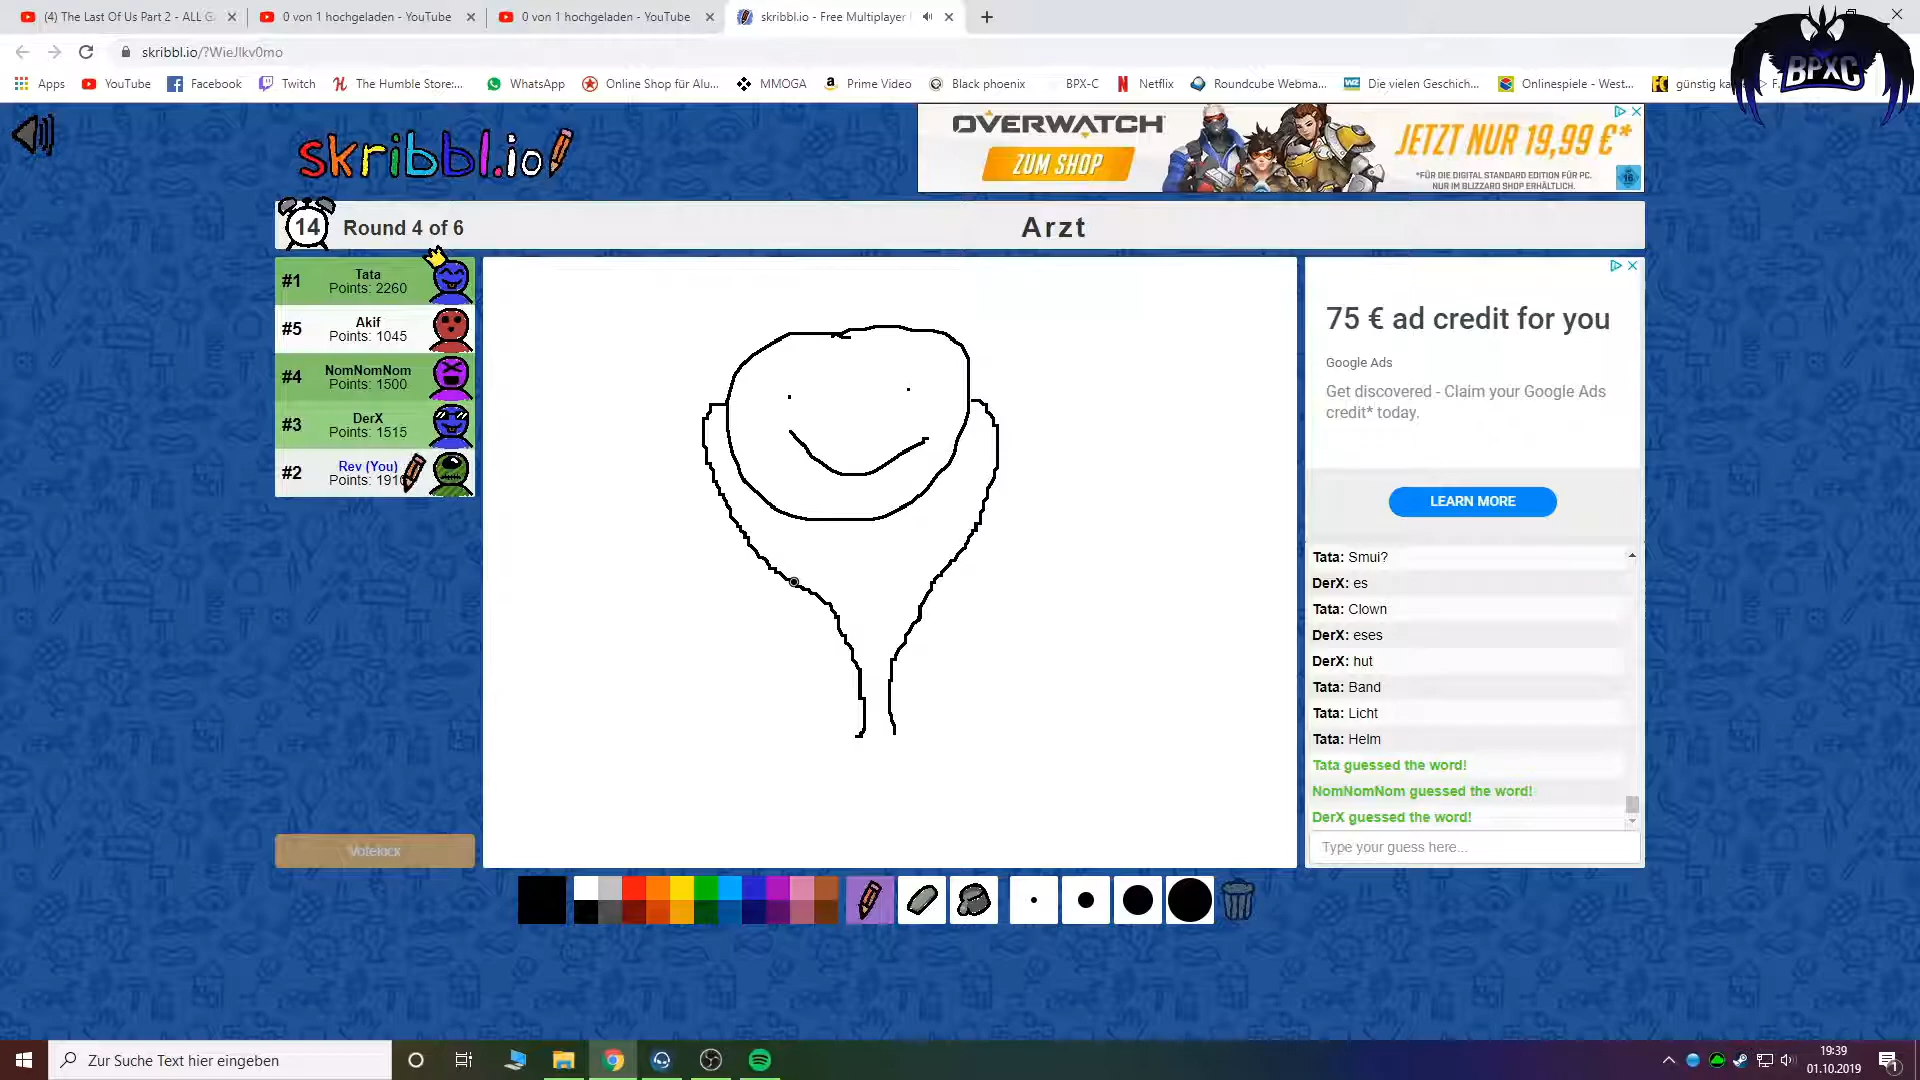 (4) The Last Of Us Part 2 - ALL G
0 von 1 hochgeladen - YouTube
0 von 1 hochgeladen - YouTube
skribbl.io - Free Multiplayer
skribbl.io/?WieJlkv0mo
Apps
YouTube
Facebook
Twitch
The Humble Store:...
WhatsApp
Online Shop für Alu...
MMOGA
Prime Video
Black phoenix
BPX-C
Netflix
Roundcube Webma...
Die vielen Geschich...
Onlinespiele - West...
günstig ka
BPXC
skribbl.io
OVERWATCH
ZUM SHOP
JETZT NUR 19,99 €*
*FÜR DIE DIGITAL STANDARD EDITION FÜR PC.
NUR IM BLIZZARD SHOP ERHÄLTLICH.
16
14
Round 4 of 6
Arzt
#1
Tata
Points: 2260
#5
Akif
Points: 1045
#4
NomNomNom
Points: 1500
#3
DerX
Points: 1515
#2
Rev (You)
Points: 1910
Votekick
75 € ad credit for you
Google Ads
Get discovered - Claim your Google Ads
credit* today.
LEARN MORE
Tata: Smui?
DerX: es
Tata: Clown
DerX: eses
DerX: hut
Tata: Band
Tata: Licht
Tata: Helm
Tata guessed the word!
NomNomNom guessed the word!
DerX guessed the word!
Type your guess here...
Zur Suche Text hier eingeben
19:39
01.10.2019
1